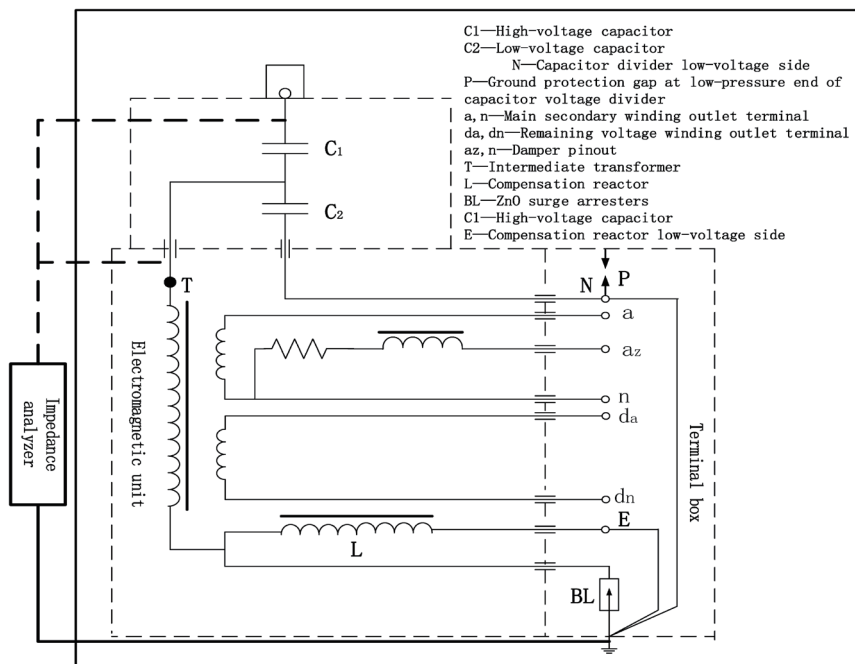 C1—High-voltage capacitor
C2—Low-voltage capacitor
N—Capacitor divider low-voltage side
P—Ground protection gap at low-pressure end of
capacitor voltage divider
a,n—Main secondary winding outlet terminal
da,dn—Remaining voltage winding outlet terminal
az,n—Damper pinout
T—Intermediate transformer
L—Compensation reactor
BL—ZnO surge arresters
C1—High-voltage capacitor
E—Compensation reactor low-voltage side
C1
C2
T
N
P
a
az
n
da
dn
E
L
BL
Electromagnetic unit
Impedance
analyzer
Terminal box